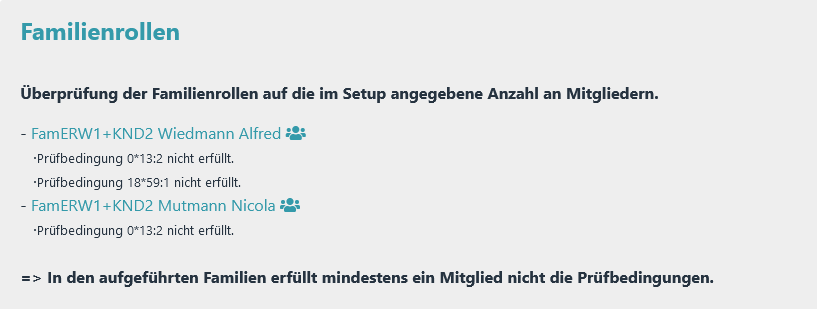 Familienrollen
Überprüfung der Familienrollen auf die im Setup angegebene Anzahl an Mitgliedern.
- FamERW1+KND2 Wiedmann Alfred
·Prüfbedingung 0*13:2 nicht erfüllt.
·Prüfbedingung 18*59:1 nicht erfüllt.
- FamERW1+KND2 Mutmann Nicola
·Prüfbedingung 0*13:2 nicht erfüllt.
=> In den aufgeführten Familien erfüllt mindestens ein Mitglied nicht die Prüfbedingungen.